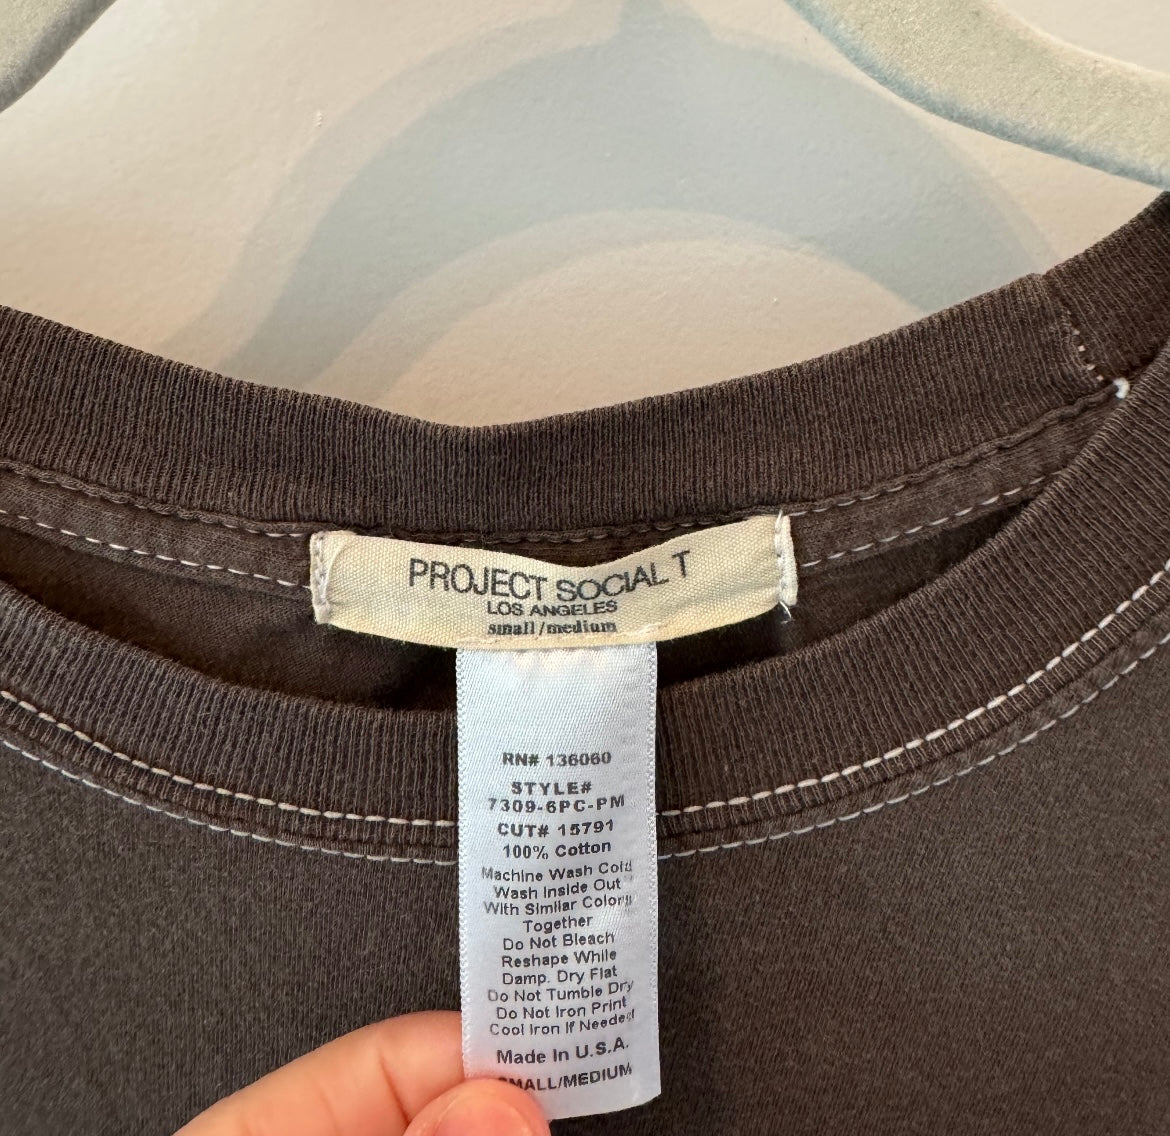 PROJECT SOCIAL T
LOS ANGELES
small/medium
RN# 136060
STYLE#
7309-6PC-PM
CUT# 15791
100% Cotton
Machine Wash Cold
Wash Inside Out
With Similar Colors
Together
Do Not Bleach
Reshape While
Damp. Dry Flat
Do Not Tumble Dry
Do Not Iron Print
Cool Iron If Needed
Made In U.S.A.
SMALL/MEDIUM